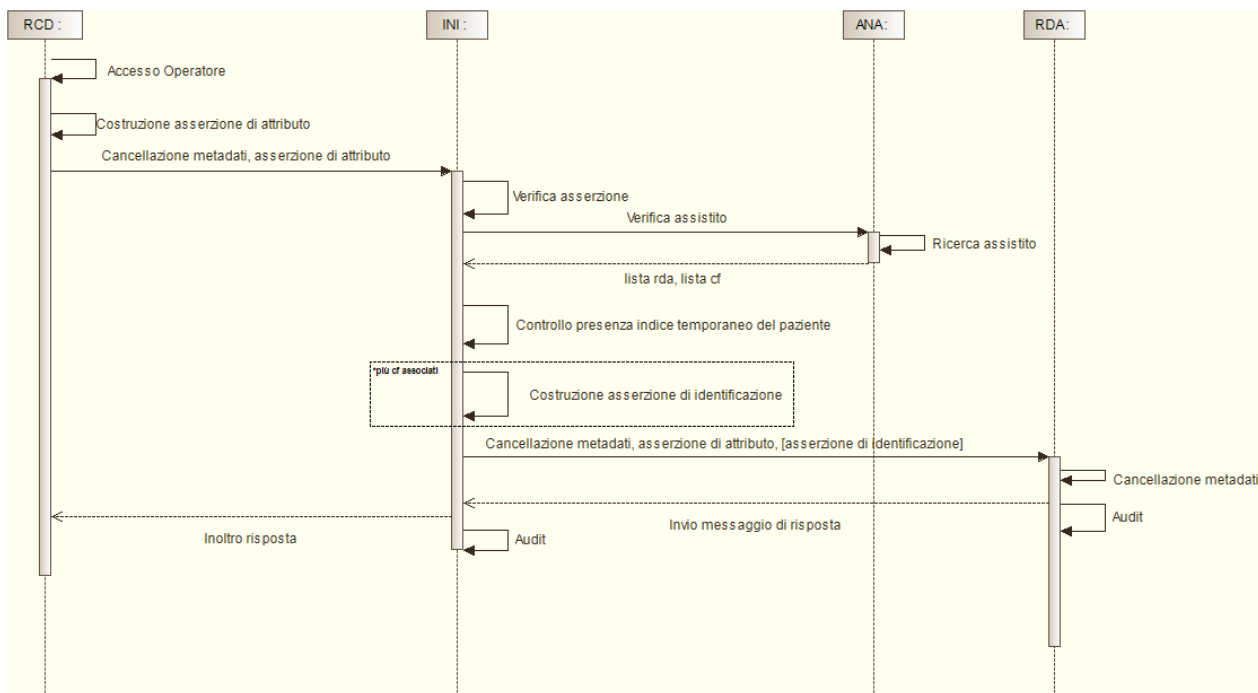 RCD :
INI :
ANA:
RDA:
Accesso Operatore
Costruzione asserzione di attributo
Cancellazione metadati, asserzione di attributo
Verifica asserzione
Verifica assistito
Ricerca assistito
lista rda, lista cf
Controllo presenza indice temporaneo del paziente
*più cf associati
Costruzione asserzione di identificazione
Cancellazione metadati, asserzione di attributo, [asserzione di identificazione]
Cancellazione metadati
Invio messaggio di risposta
Audit
Inoltro risposta
Audit